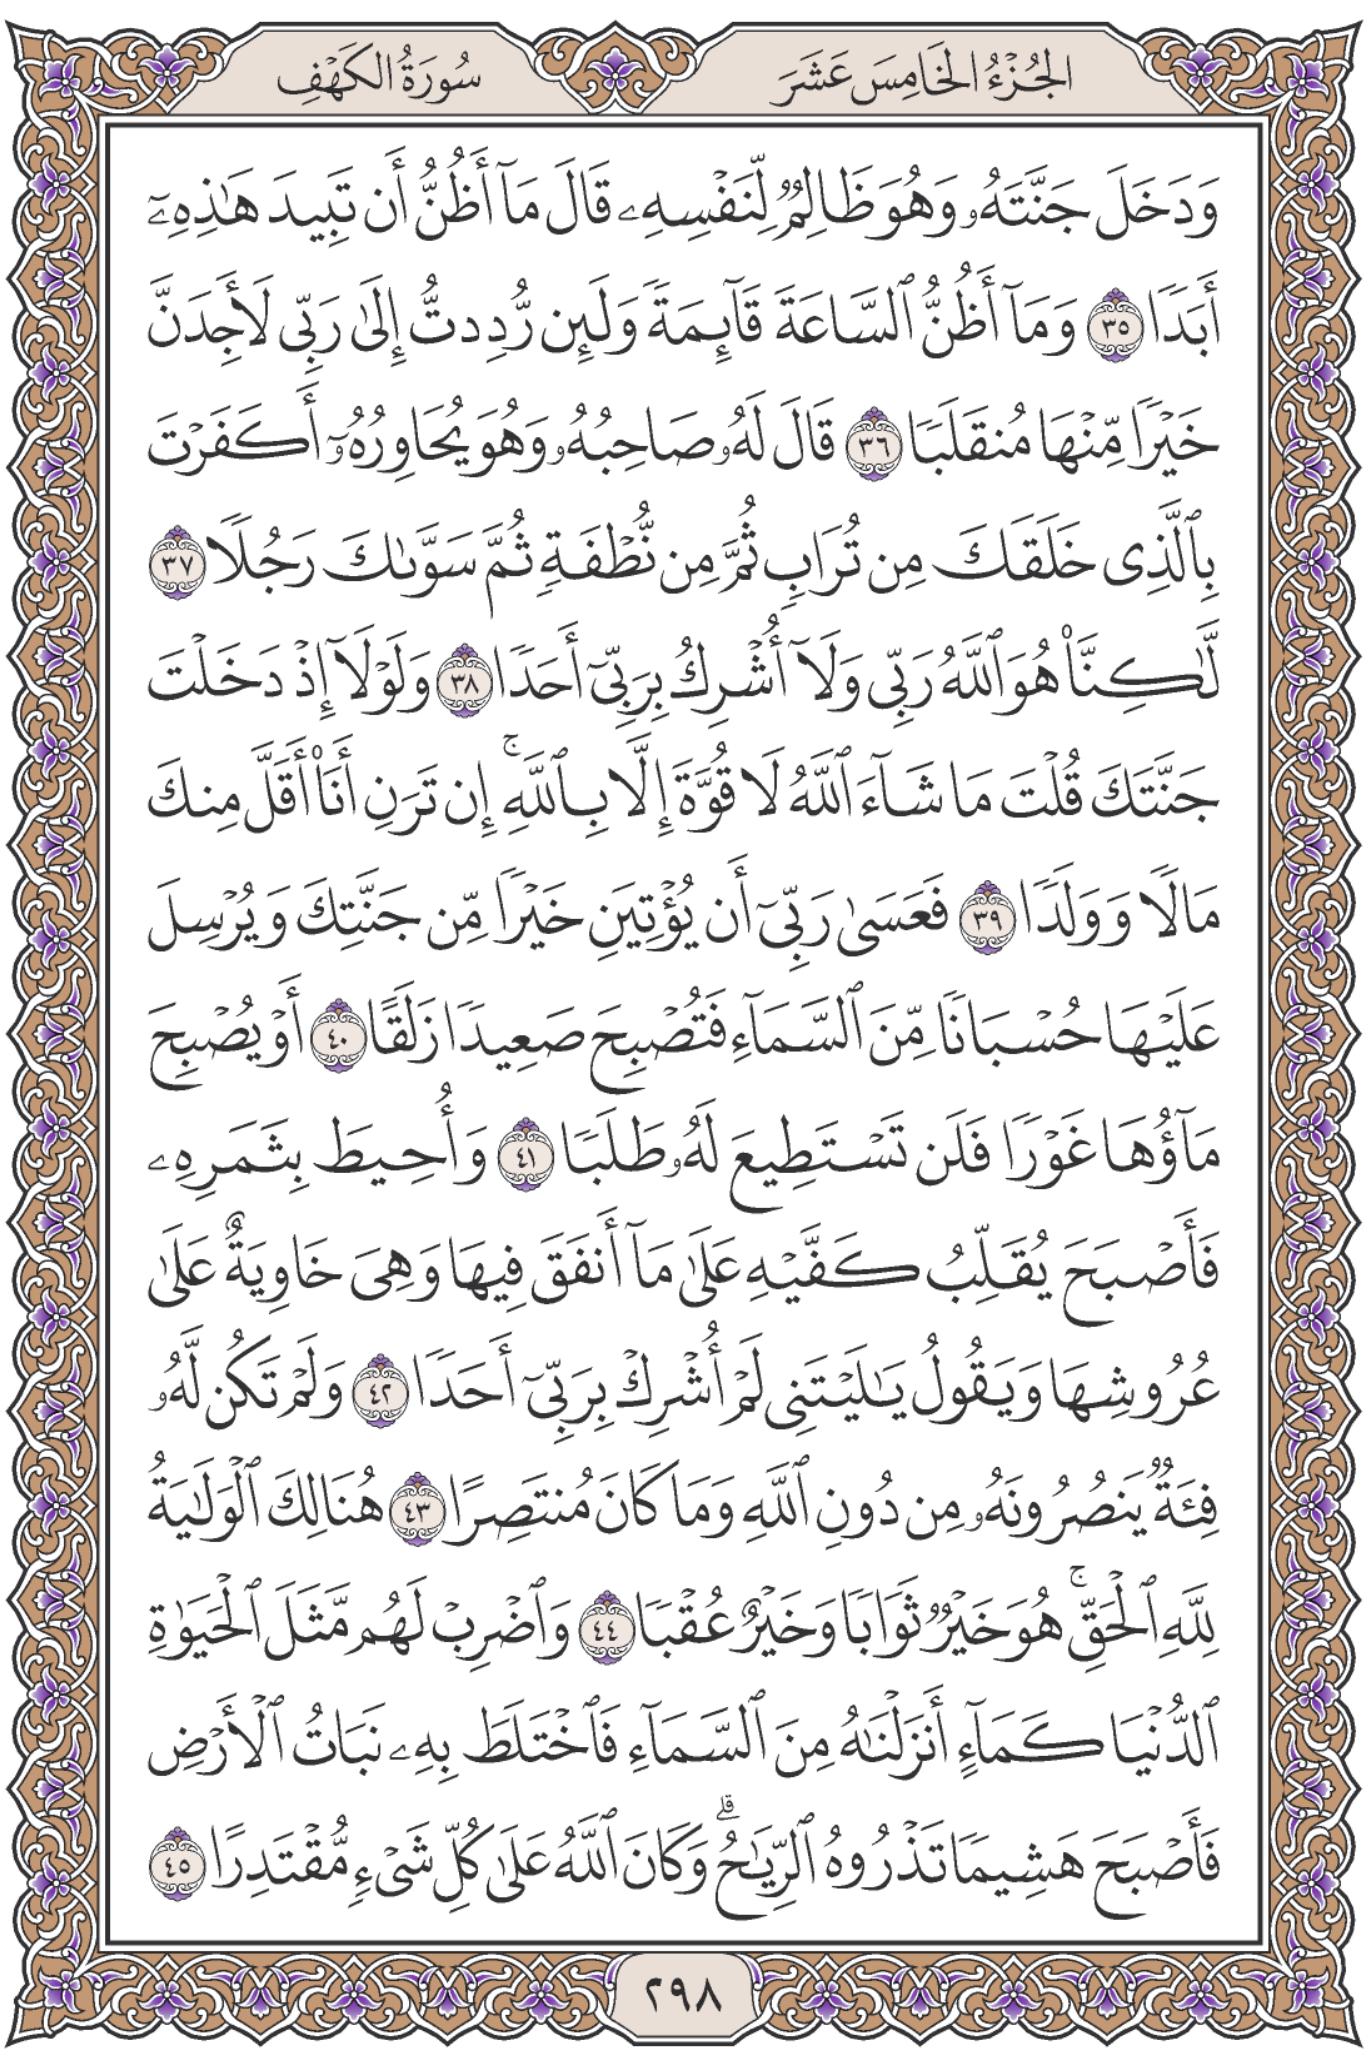 الجُزْءُ الخَامِسَ عَشَرَ
سُورَةُ الكَهْفِ
وَدَخَلَ جَنَّتَهُۥ وَهُوَ ظَالِمٌ لِّنَفْسِهِۦ قَالَ مَآ أَظُنُّ أَن تَبِيدَ هَٰذِهِۦٓ
أَبَدًا ٣٥ وَمَآ أَظُنُّ ٱلسَّاعَةَ قَآئِمَةً وَلَئِن رُّدِدتُّ إِلَىٰ رَبِّى لَأَجِدَنَّ
خَيْرًا مِّنْهَا مُنقَلَبًا ٣٦ قَالَ لَهُۥ صَاحِبُهُۥ وَهُوَ يُحَاوِرُهُۥٓ أَكَفَرْتَ
بِٱلَّذِى خَلَقَكَ مِن تُرَابٍ ثُمَّ مِن نُّطْفَةٍ ثُمَّ سَوَّىٰكَ رَجُلًا ٣٧
لَّٰكِنَّا۠ هُوَ ٱللَّهُ رَبِّى وَلَآ أُشْرِكُ بِرَبِّىٓ أَحَدًا ٣٨ وَلَوْلَآ إِذْ دَخَلْتَ
جَنَّتَكَ قُلْتَ مَا شَآءَ ٱللَّهُ لَا قُوَّةَ إِلَّا بِٱللَّهِ ۚ إِن تَرَنِ أَنَا۠ أَقَلَّ مِنكَ
مَالًا وَوَلَدًا ٣٩ فَعَسَىٰ رَبِّىٓ أَن يُؤْتِيَنِ خَيْرًا مِّن جَنَّتِكَ وَيُرْسِلَ
عَلَيْهَا حُسْبَانًا مِّنَ ٱلسَّمَآءِ فَتُصْبِحَ صَعِيدًا زَلَقًا ٤٠ أَوْ يُصْبِحَ
مَآؤُهَا غَوْرًا فَلَن تَسْتَطِيعَ لَهُۥ طَلَبًا ٤١ وَأُحِيطَ بِثَمَرِهِۦ
فَأَصْبَحَ يُقَلِّبُ كَفَّيْهِ عَلَىٰ مَآ أَنفَقَ فِيهَا وَهِىَ خَاوِيَةٌ عَلَىٰ
عُرُوشِهَا وَيَقُولُ يَٰلَيْتَنِى لَمْ أُشْرِكْ بِرَبِّىٓ أَحَدًا ٤٢ وَلَمْ تَكُن لَّهُۥ
فِئَةٌ يَنصُرُونَهُۥ مِن دُونِ ٱللَّهِ وَمَا كَانَ مُنتَصِرًا ٤٣ هُنَالِكَ ٱلْوَلَٰيَةُ
لِلَّهِ ٱلْحَقِّ ۚ هُوَ خَيْرٌ ثَوَابًا وَخَيْرٌ عُقْبًا ٤٤ وَٱضْرِبْ لَهُم مَّثَلَ ٱلْحَيَوٰةِ
ٱلدُّنْيَا كَمَآءٍ أَنزَلْنَٰهُ مِنَ ٱلسَّمَآءِ فَٱخْتَلَطَ بِهِۦ نَبَاتُ ٱلْأَرْضِ
فَأَصْبَحَ هَشِيمًا تَذْرُوهُ ٱلرِّيَٰحُ ۗ وَكَانَ ٱللَّهُ عَلَىٰ كُلِّ شَىْءٍ مُّقْتَدِرًا ٤٥
٢٩٨